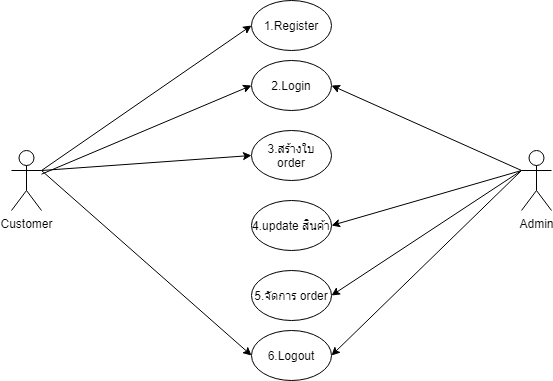 1.Register
2.Login
3.สร้างใบ
order
Customer
Admin
4.update สินค้า
5.จัดการ order
6.Logout